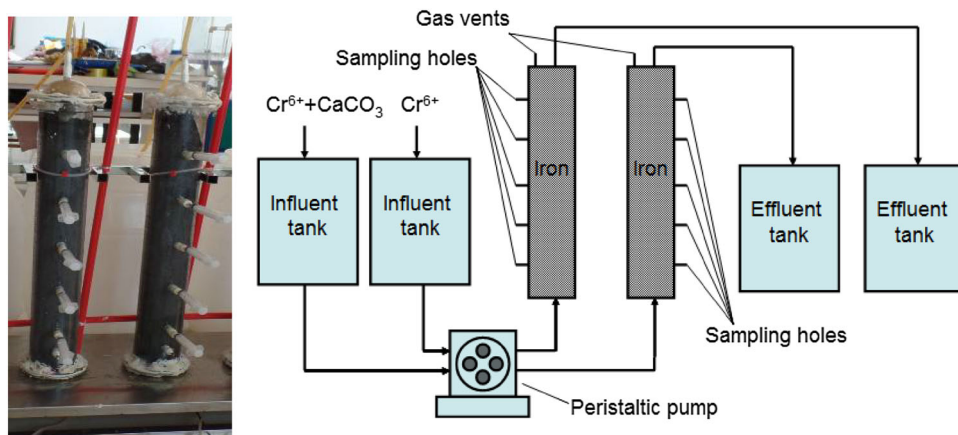 Gas vents
Sampling holes
Cr⁶⁺+CaCO₃ Cr⁶⁺
Influent
tank
Influent
tank
Iron
Iron
Effluent
tank
Effluent
tank
Sampling holes
Peristaltic pump